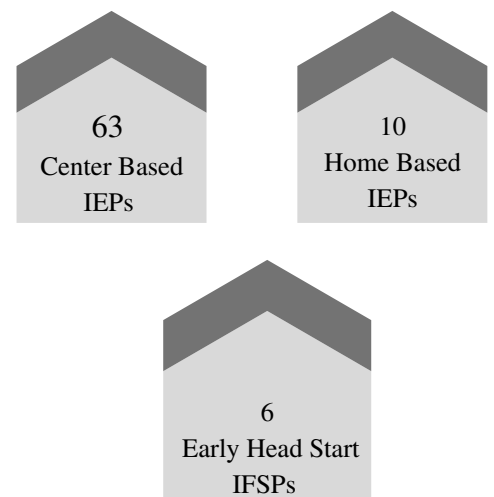 63
Center Based
IEPs
10
Home Based
IEPs
6
Early Head Start
IFSPs